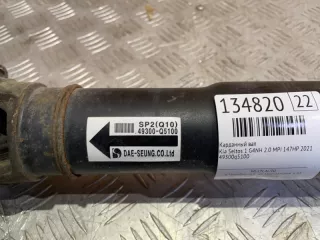 SP2(Q10)
49300-Q5100
DAE-SEUNG.CO.Ltd
134820 22
Карданный вал
Kia Seltos 1 G4NH 2.0 MPI 147HP 2021
49300q5100